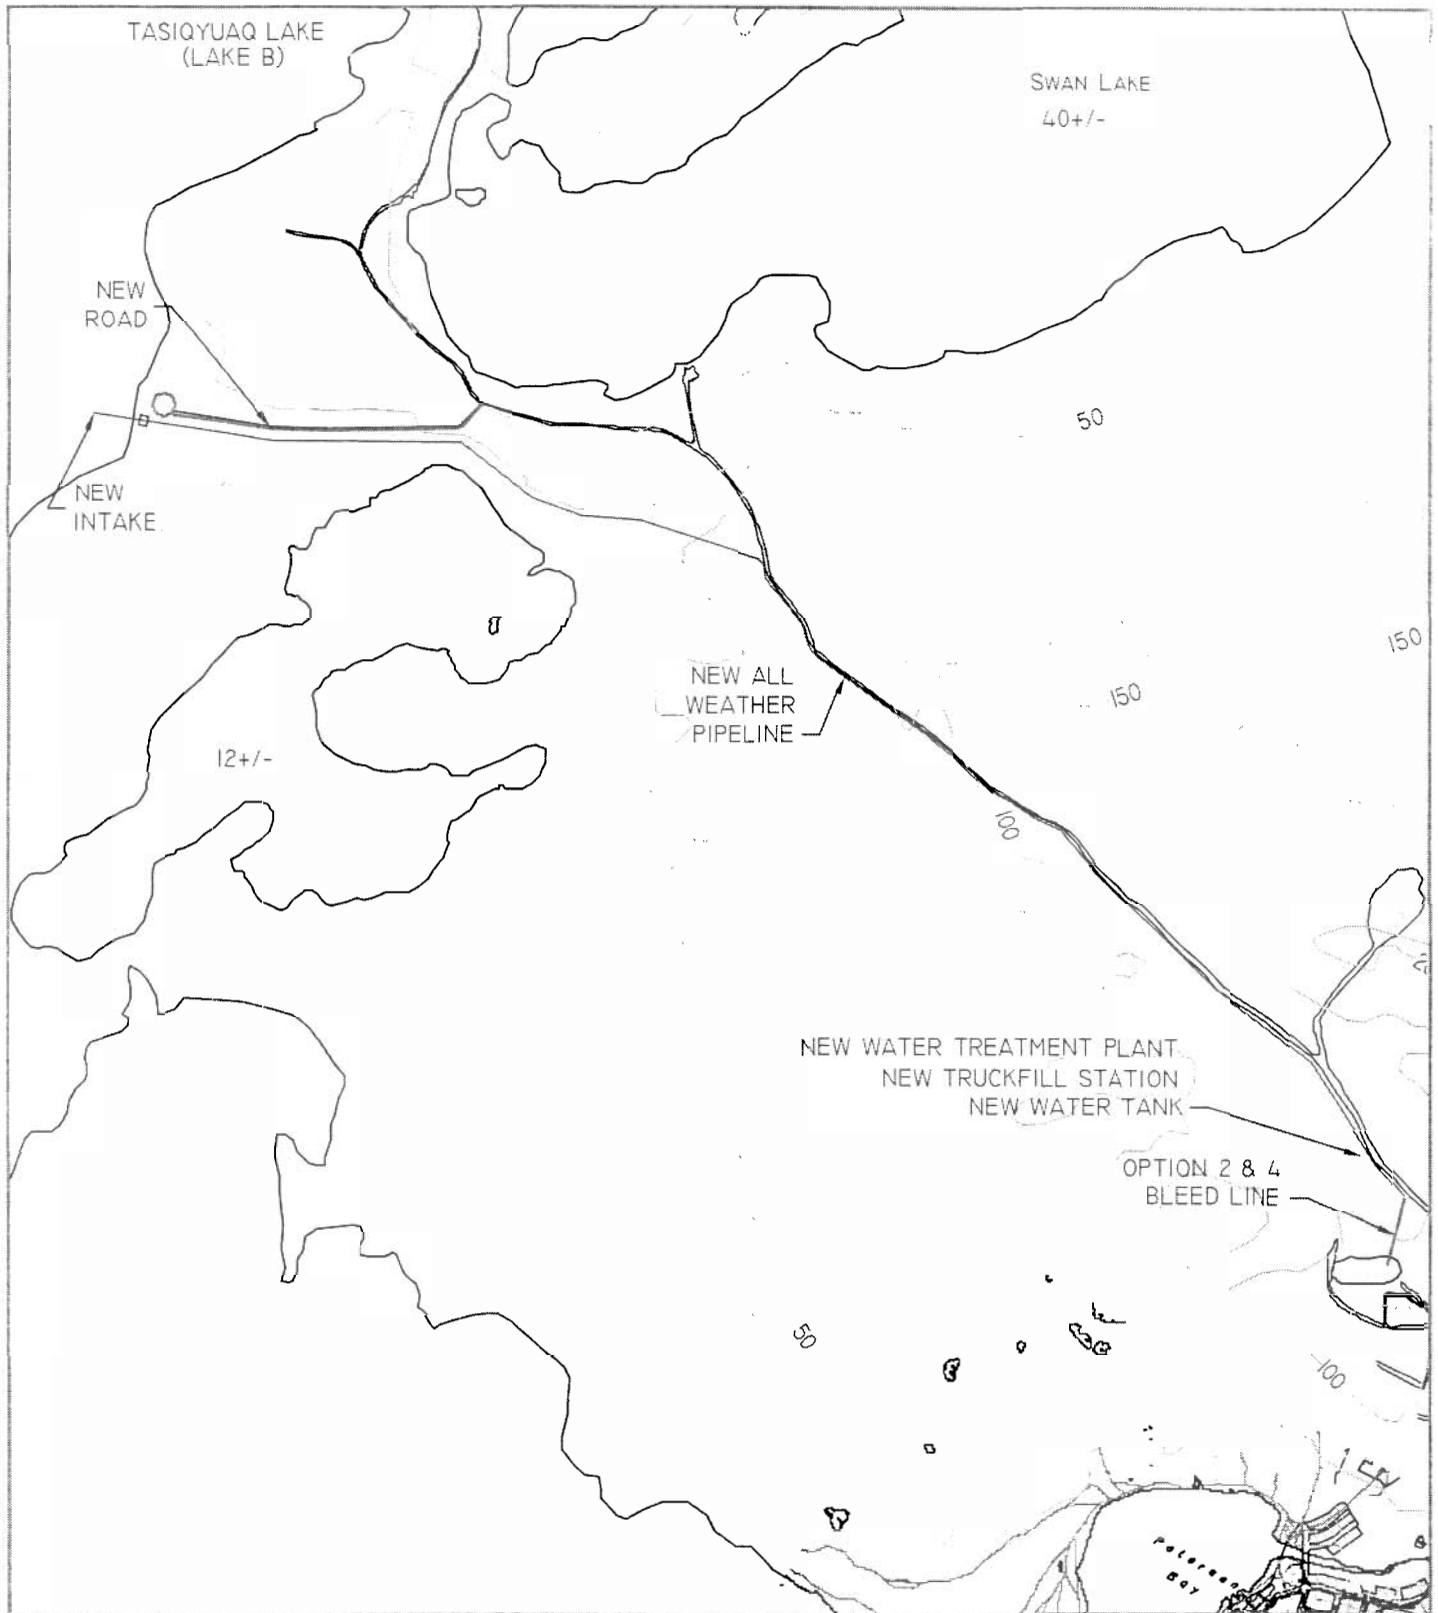 TASIQYUAQ LAKE
(LAKE B)
SWAN LAKE
40+/-
NEW
ROAD
50
NEW
INTAKE
150
NEW ALL
WEATHER
PIPELINE
150
12+/-
100
NEW WATER TREATMENT PLANT
NEW TRUCKFILL STATION
NEW WATER TANK
OPTION 2 & 4
BLEED LINE
50
100
Bay